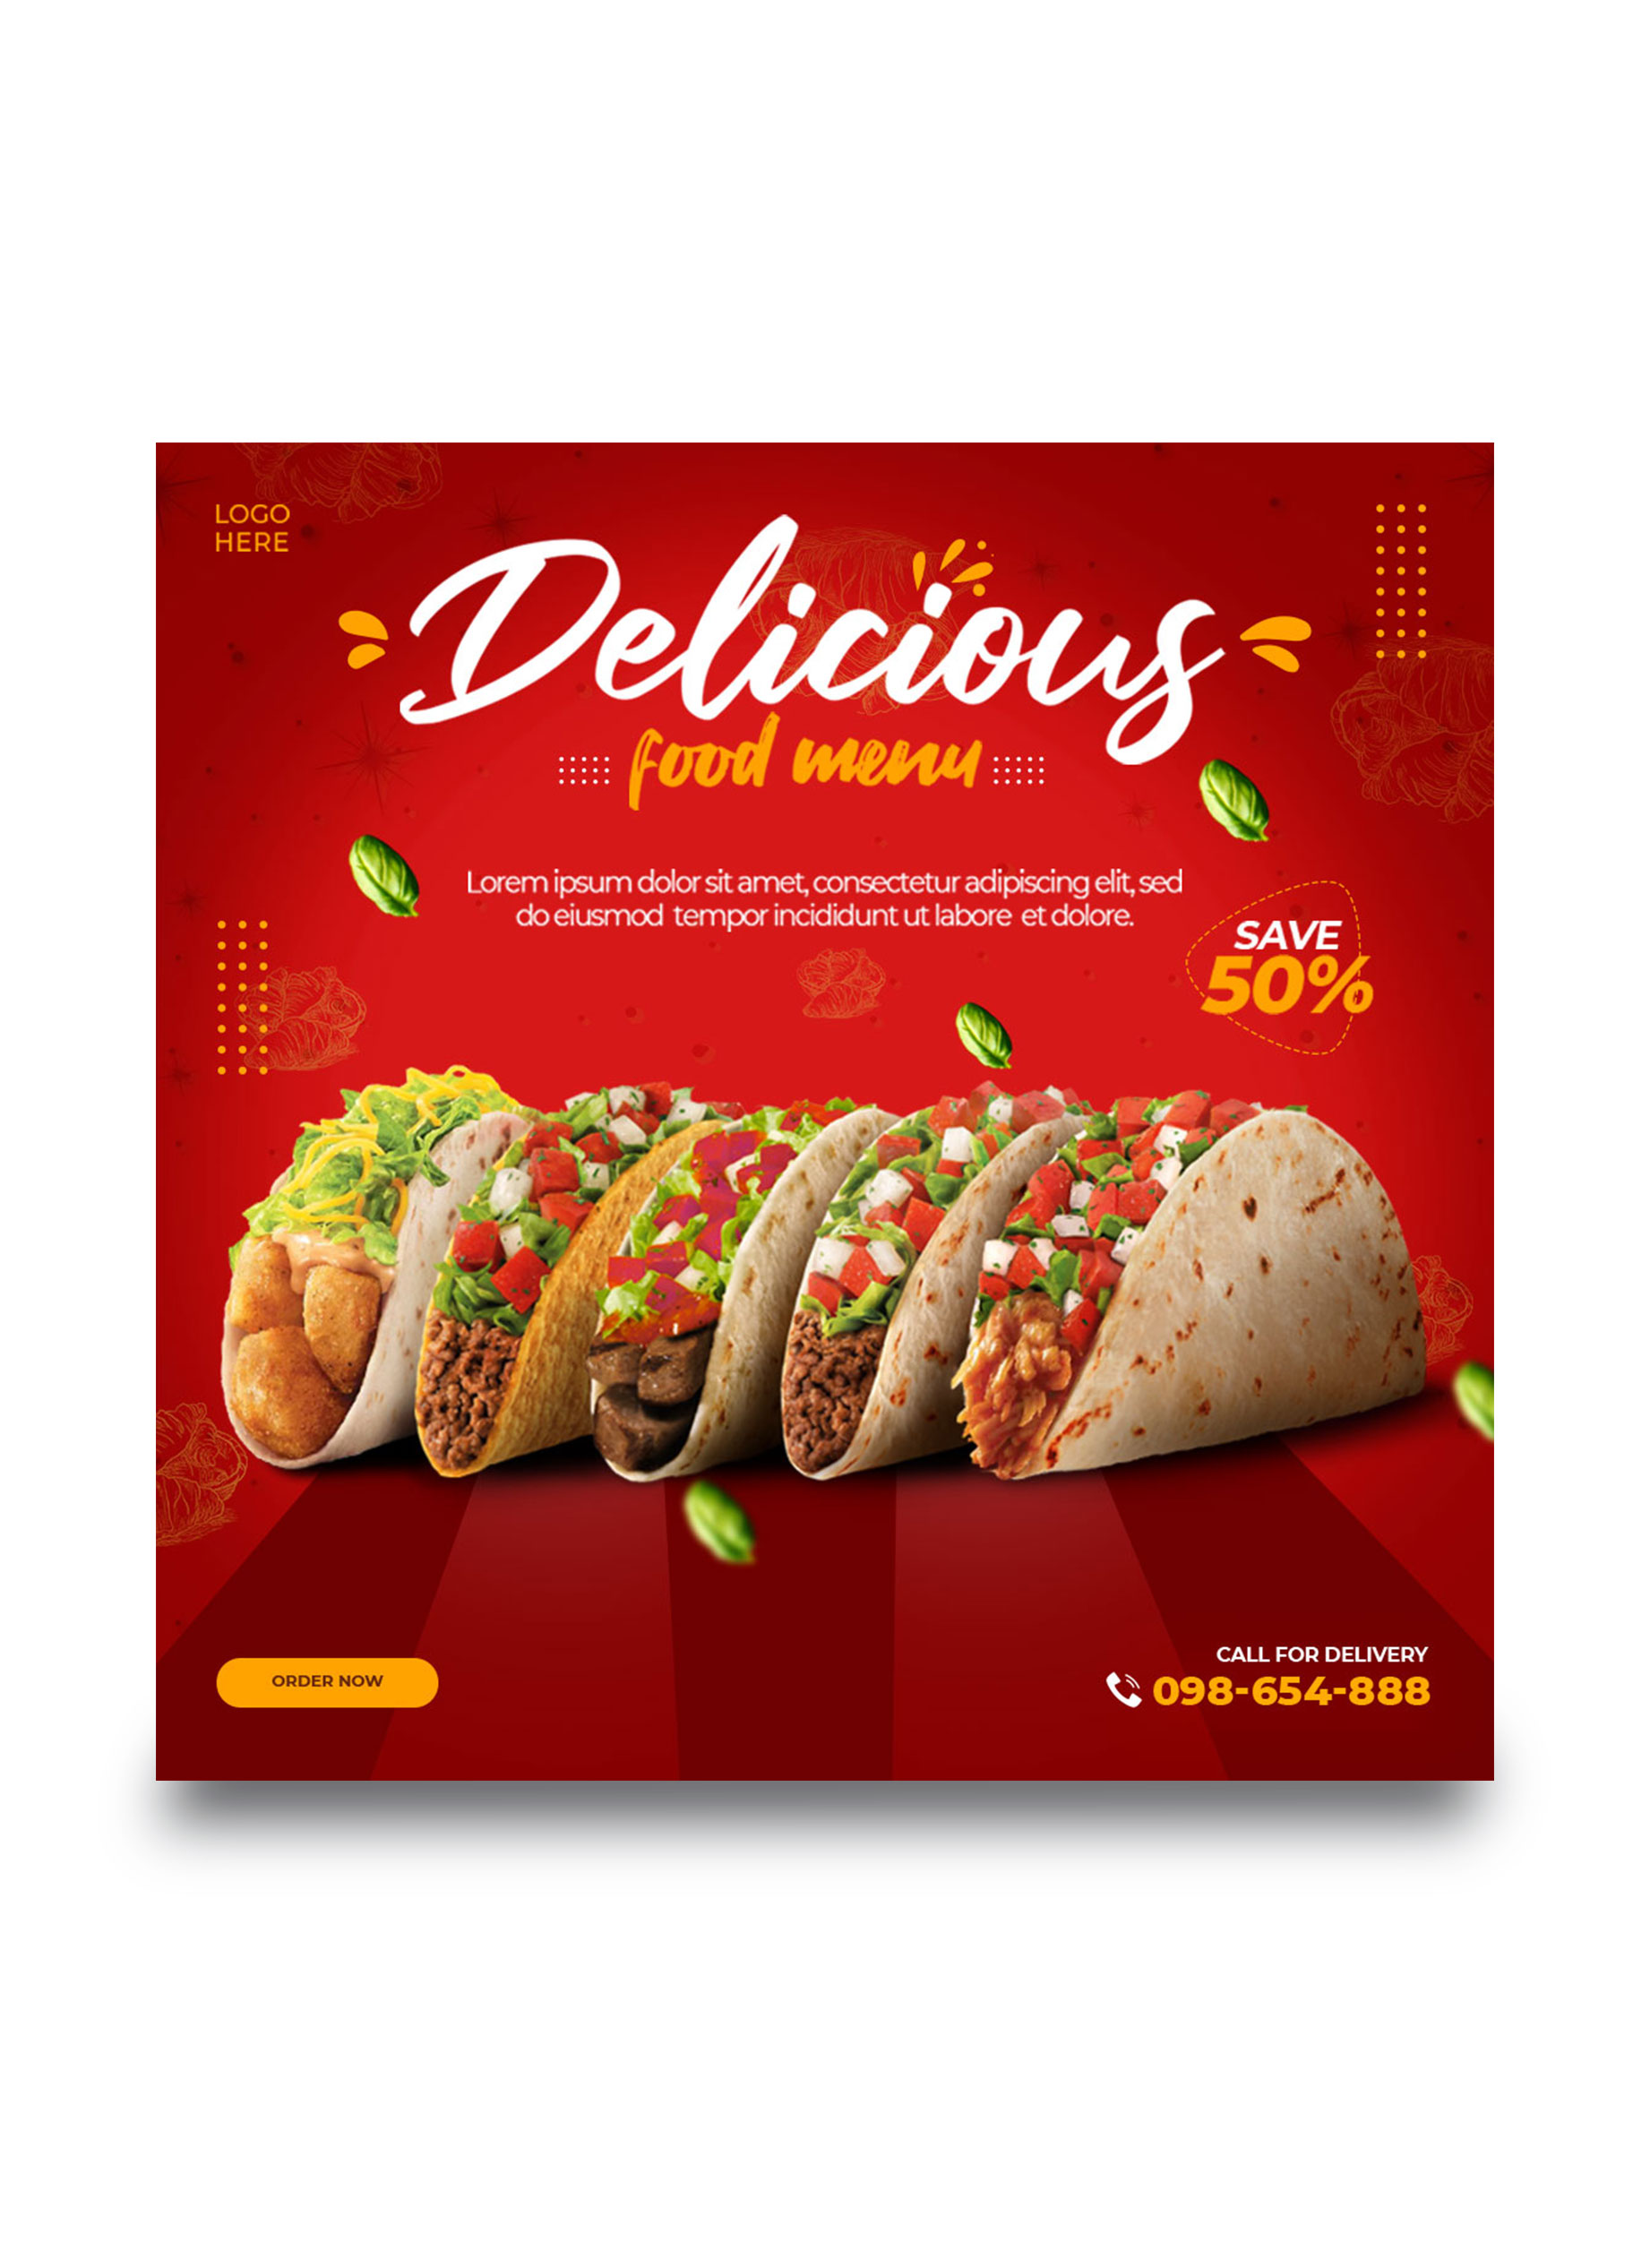 LOGO
HERE
Delicious
food menu
Lorem ipsum dolor sit amet, consectetur adipiscing elit, sed
do eiusmod tempor incididunt ut labore et dolore.
SAVE
50%
ORDER NOW
CALL FOR DELIVERY
098-654-888